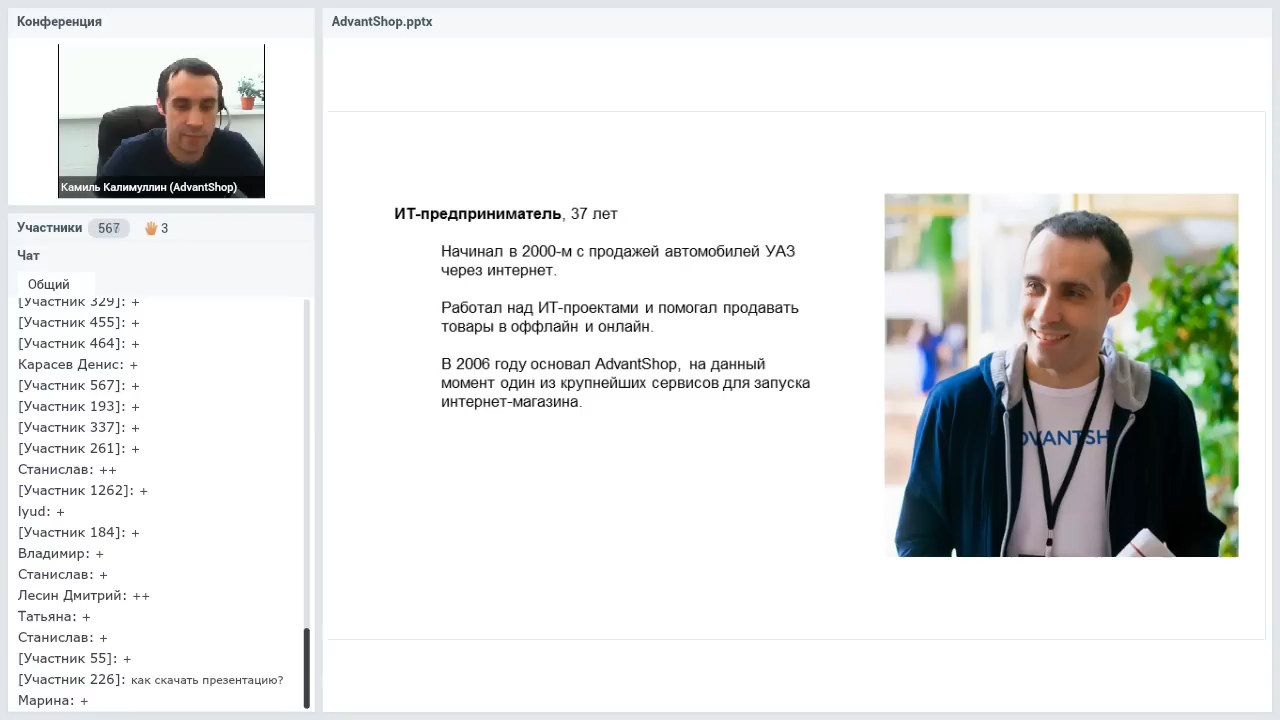 Конференция
Камиль Калимуллин (AdvantShop)
Участники 567 3
Чат
Общий
[Участник 329]: +
[Участник 455]: +
[Участник 464]: +
Карасев Денис: +
[Участник 567]: +
[Участник 193]: +
[Участник 337]: +
[Участник 261]: +
Станислав: ++
[Участник 1262]: +
lyud: +
[Участник 184]: +
Владимир: +
Станислав: +
Лесин Дмитрий: ++
Татьяна: +
Станислав: +
[Участник 55]: +
[Участник 226]: как скачать презентацию?
Марина: +
AdvantShop.pptx
ИТ-предприниматель, 37 лет
Начинал в 2000-м с продажей автомобилей УАЗ
через интернет.
Работал над ИТ-проектами и помогал продавать
товары в оффлайн и онлайн.
В 2006 году основал AdvantShop, на данный
момент один из крупнейших сервисов для запуска
интернет-магазина.
DVANTSH